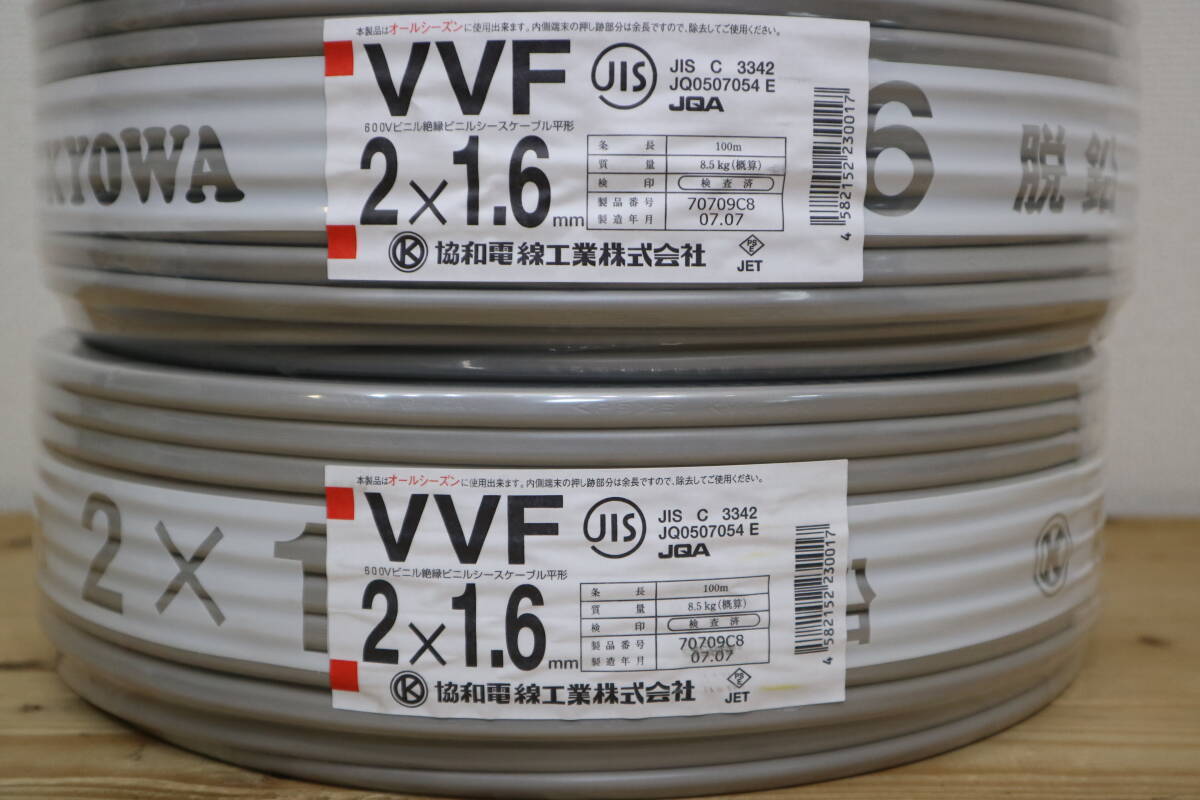 本製品はオールシーズンに使用出来ます。内側端末の押し跡部分は余長ですので、除去してご使用ください。
VVF
JIS
JIS C 3342
JQ0507054 E
JQA
600Vビニル絶縁ビニルシースケーブル平形
2×1.6mm
条長 100m
質量 8.5kg(概算)
検印 検査済
製品番号 70709C8
製造年月 07.07
K 協和電線工業株式会社
PS E
JET
4 582152 230017
KYOWA
6
脱鉛
本製品はオールシーズンに使用出来ます。内側端末の押し跡部分は余長ですので、除去してご使用ください。
VVF
JIS
JIS C 3342
JQ0507054 E
JQA
600Vビニル絶縁ビニルシースケーブル平形
2×1.6mm
条長 100m
質量 8.5kg(概算)
検印 検査済
製品番号 70709C8
製造年月 07.07
K 協和電線工業株式会社
PS E
JET
4 582152 230017
2×1
K